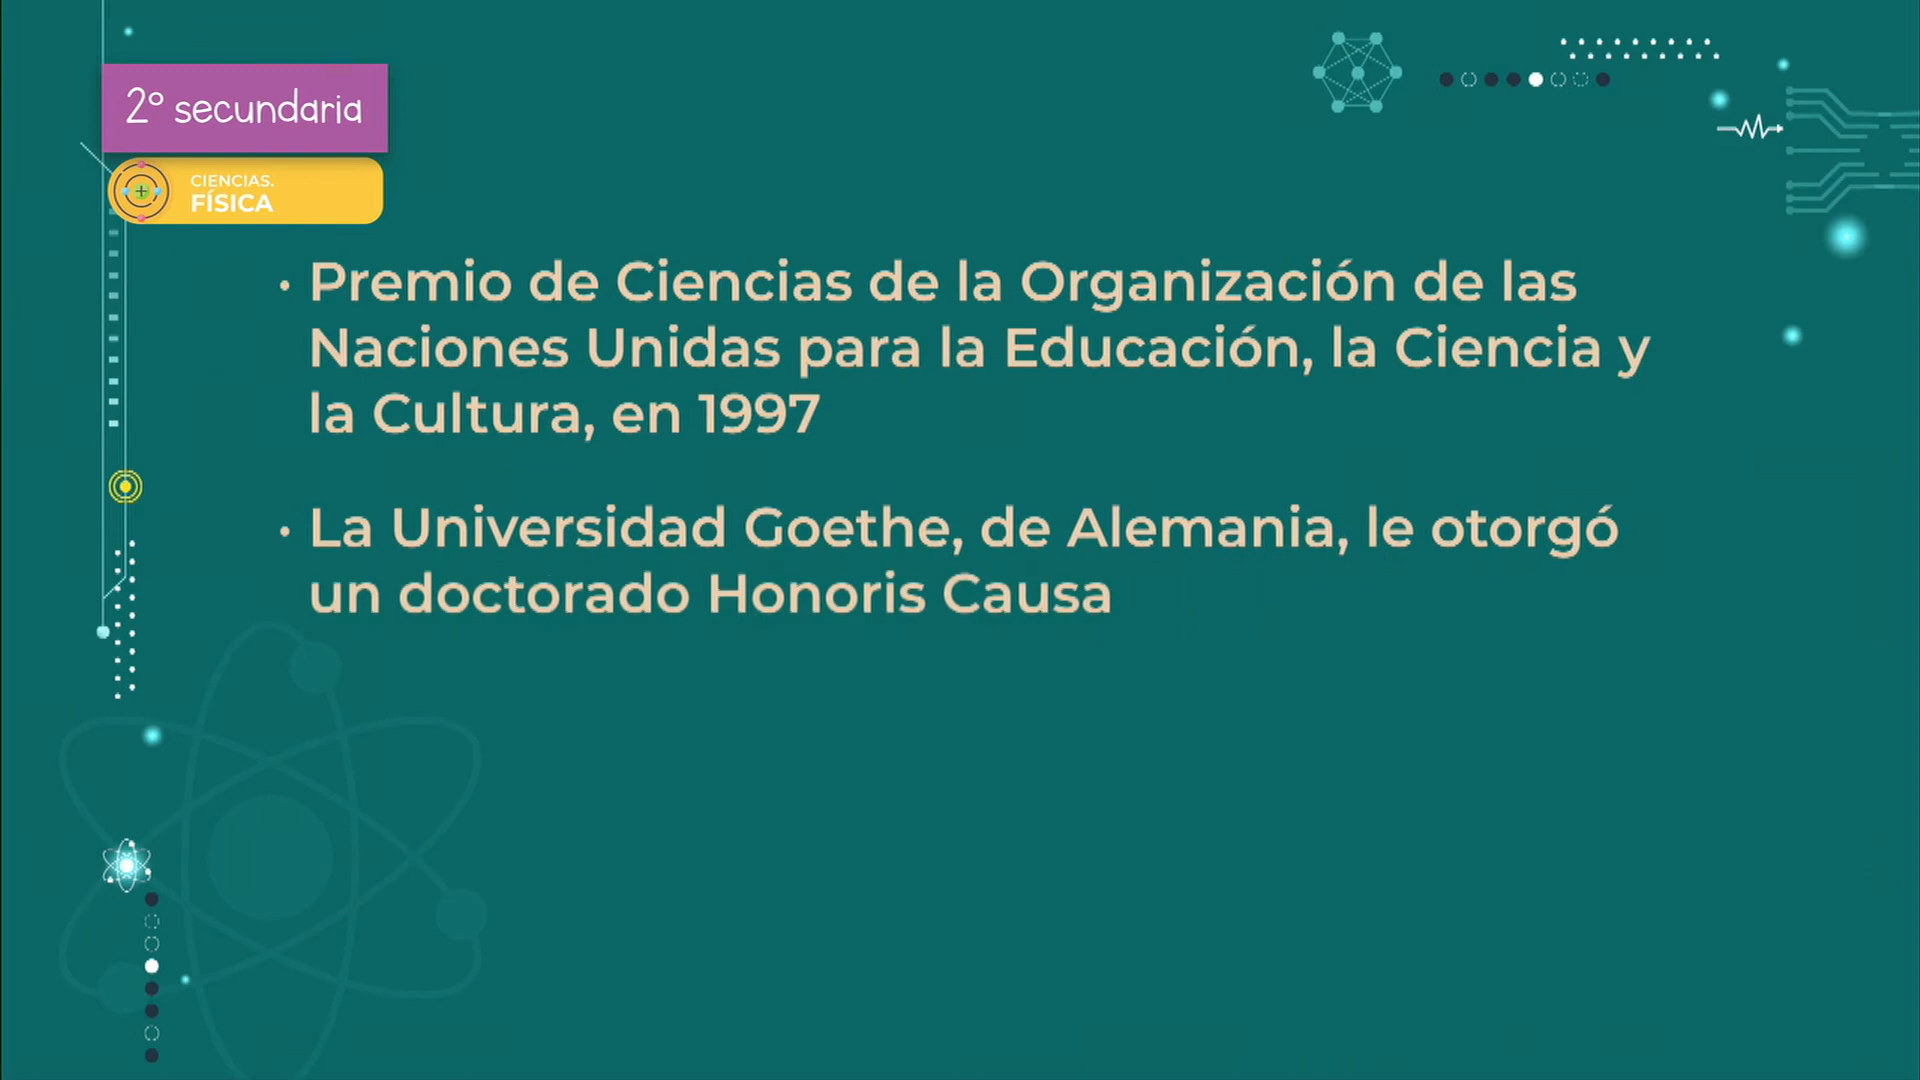 2° secundaria
CIENCIAS.
FÍSICA
• Premio de Ciencias de la Organización de las
Naciones Unidas para la Educación, la Ciencia y
la Cultura, en 1997
• La Universidad Goethe, de Alemania, le otorgó
un doctorado Honoris Causa